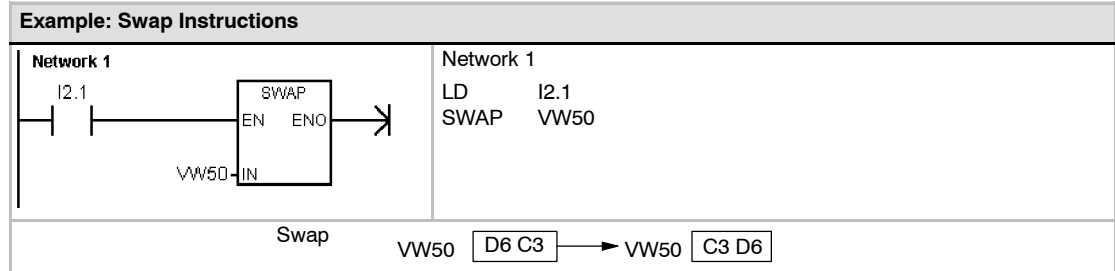 Example: Swap Instructions
Network 1
I2.1
SWAP
EN ENO
VW50
IN
Network 1
LD I2.1
SWAP VW50
Swap VW50 D6 C3 VW50 C3 D6